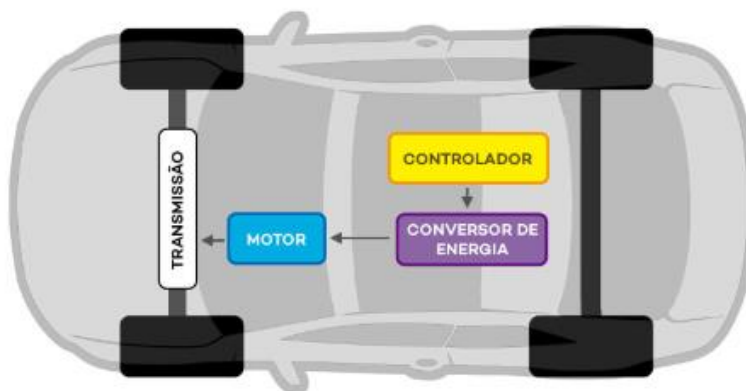 TRANSMISSÃO
CONTROLADOR
MOTOR
CONVERSOR DE
ENERGIA